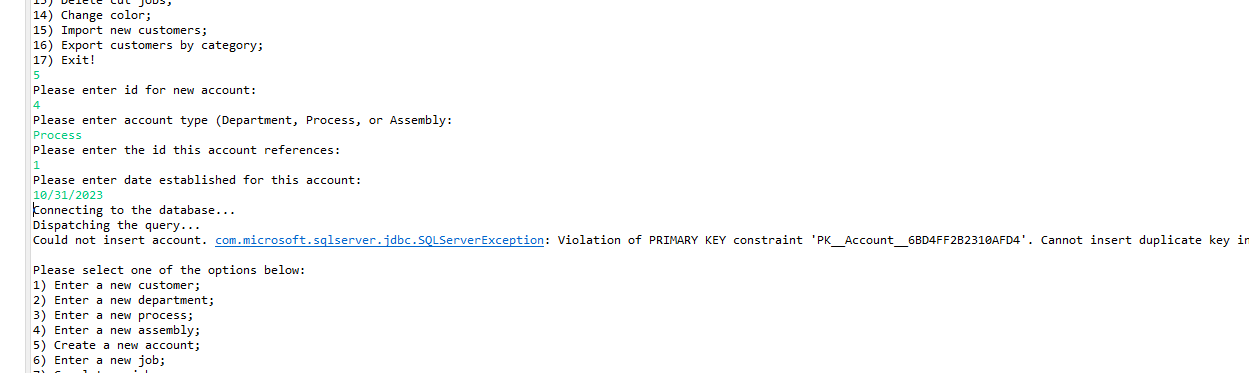 13) Delete cut jobs;
14) Change color;
15) Import new customers;
16) Export customers by category;
17) Exit!
5
Please enter id for new account:
4
Please enter account type (Department, Process, or Assembly:
Process
Please enter the id this account references:
1
Please enter date established for this account:
10/31/2023
Connecting to the database...
Dispatching the query...
Could not insert account. com.microsoft.sqlserver.jdbc.SQLServerException: Violation of PRIMARY KEY constraint 'PK__Account__6BD4FF2B2310AFD4'. Cannot insert duplicate key in
Please select one of the options below:
1) Enter a new customer;
2) Enter a new department;
3) Enter a new process;
4) Enter a new assembly;
5) Create a new account;
6) Enter a new job;